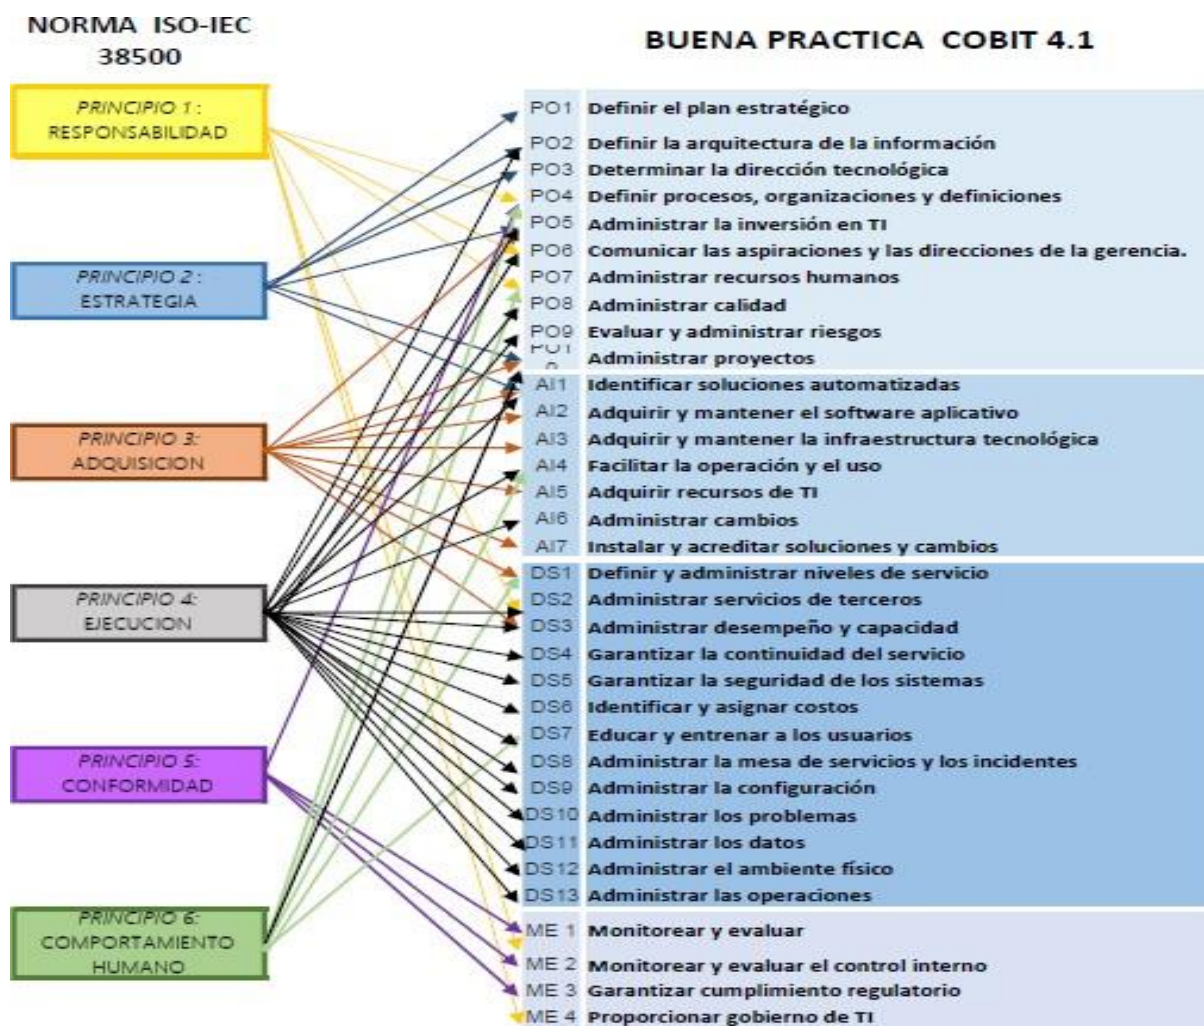 NORMA ISO-IEC
38500
BUENA PRACTICA COBIT 4.1
PRINCIPIO 1 :
RESPONSABILIDAD
PRINCIPIO 2 :
ESTRATEGIA
PRINCIPIO 3:
ADQUISICION
PRINCIPIO 4:
EJECUCION
PRINCIPIO 5:
CONFORMIDAD
PRINCIPIO 6:
COMPORTAMIENTO
HUMANO
PO1 Definir el plan estratégico
PO2 Definir la arquitectura de la información
PO3 Determinar la dirección tecnológica
PO4 Definir procesos, organizaciones y definiciones
PO5 Administrar la inversión en TI
PO6 Comunicar las aspiraciones y las direcciones de la gerencia.
PO7 Administrar recursos humanos
PO8 Administrar calidad
PO9 Evaluar y administrar riesgos
Administrar proyectos
AI1 Identificar soluciones automatizadas
AI2 Adquirir y mantener el software aplicativo
AI3 Adquirir y mantener la infraestructura tecnológica
AI4 Facilitar la operación y el uso
AI5 Adquirir recursos de TI
AI6 Administrar cambios
AI7 Instalar y acreditar soluciones y cambios
DS1 Definir y administrar niveles de servicio
DS2 Administrar servicios de terceros
DS3 Administrar desempeño y capacidad
DS4 Garantizar la continuidad del servicio
DS5 Garantizar la seguridad de los sistemas
DS6 Identificar y asignar costos
DS7 Educar y entrenar a los usuarios
DS8 Administrar la mesa de servicios y los incidentes
DS9 Administrar la configuración
DS10 Administrar los problemas
DS11 Administrar los datos
DS12 Administrar el ambiente físico
DS13 Administrar las operaciones
ME 1 Monitorear y evaluar
ME 2 Monitorear y evaluar el control interno
ME 3 Garantizar cumplimiento regulatorio
ME 4 Proporcionar gobierno de TI